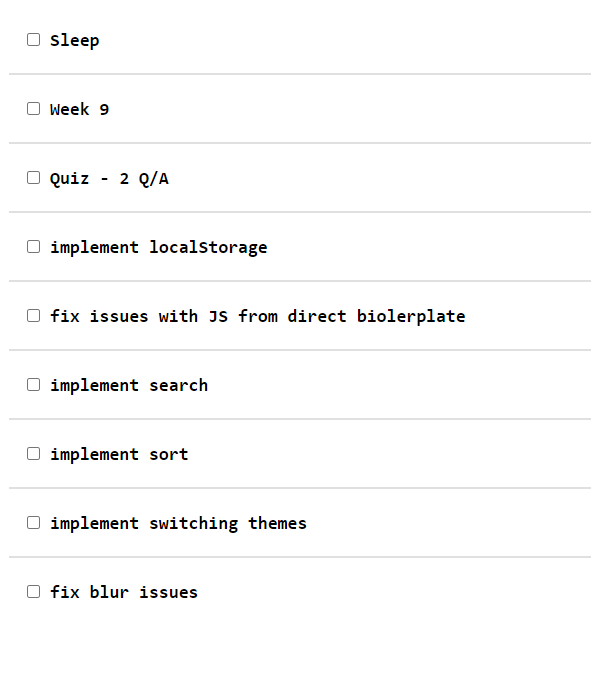 Sleep
Week 9
Quiz - 2 Q/A
implement localStorage
fix issues with JS from direct biolerplate
implement search
implement sort
implement switching themes
fix blur issues